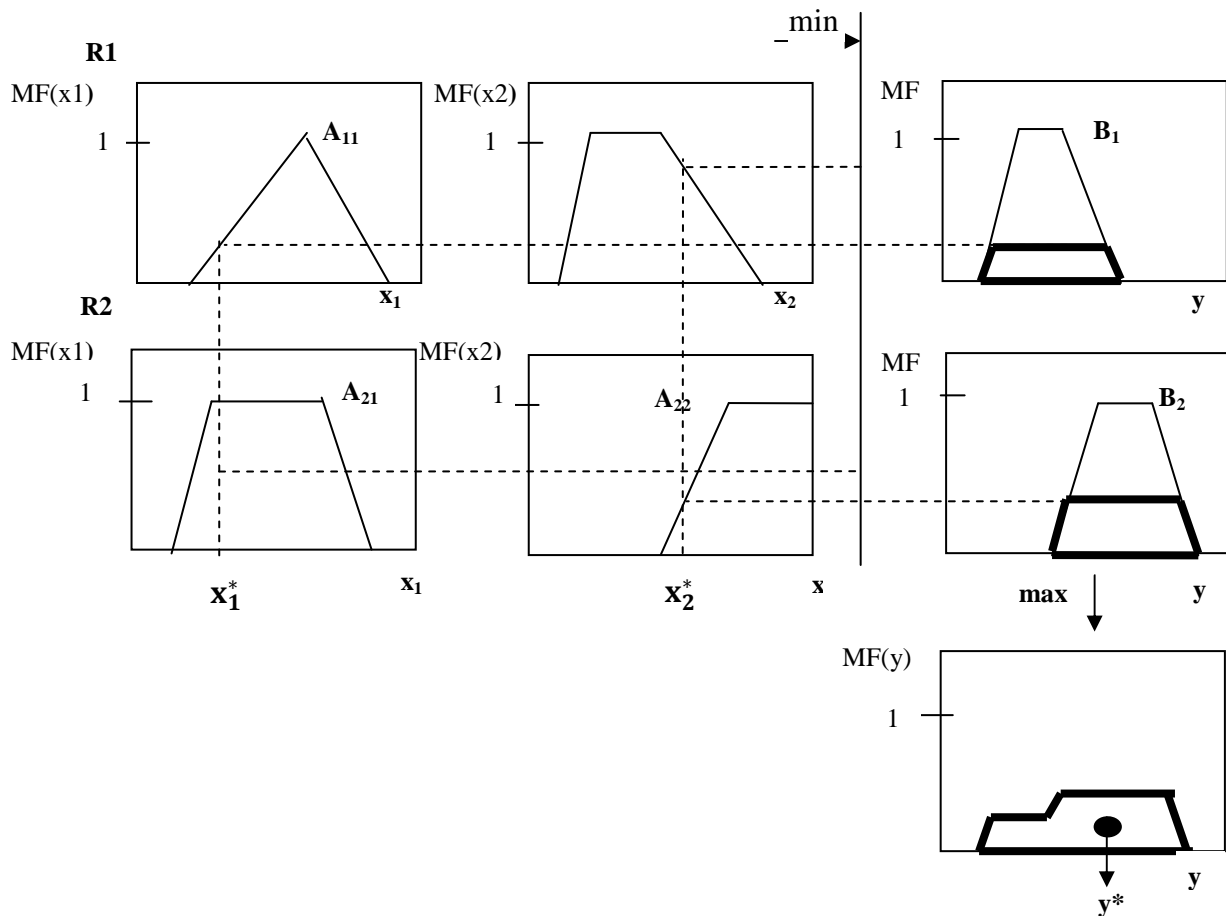 min
R1
MF(x1)
MF(x2)
MF
1
A11
1
1
B1
x1
x2
y
R2
MF(x1)
MF(x2)
MF
1
A21
1
A22
1
B2
x1*
x1
x2*
x
max
y
MF(y)
1
y
y*